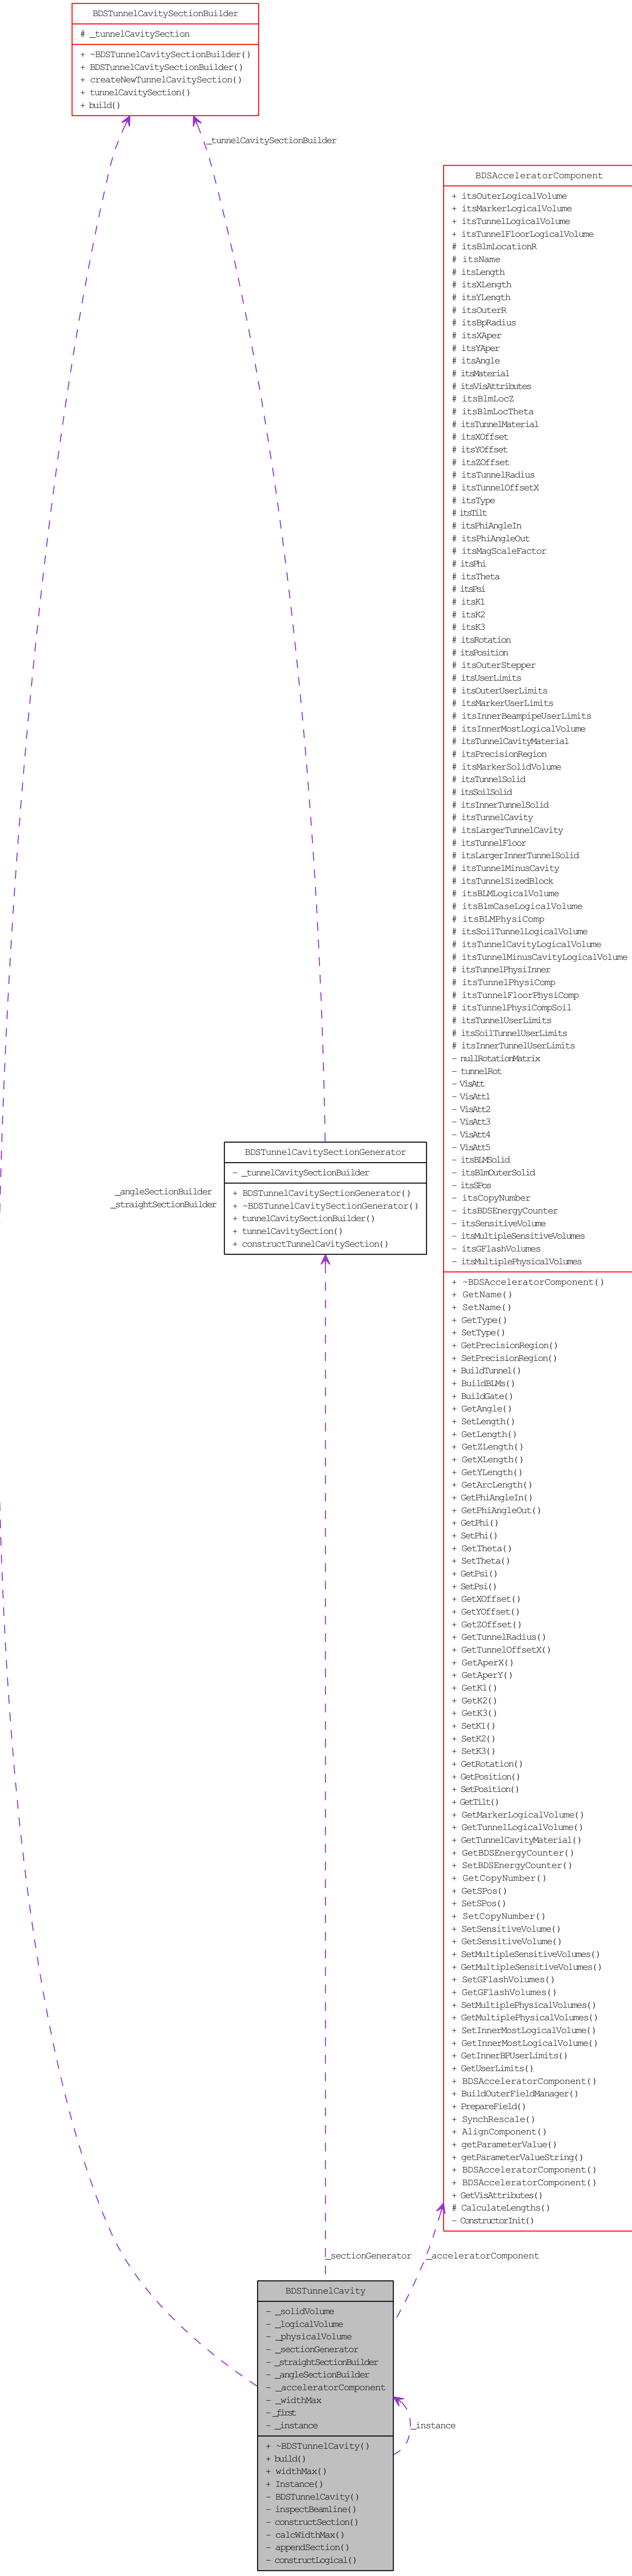 BDSTunnelCavitySectionBuilder
# _tunnelCavitySection
+ ~BDSTunnelCavitySectionBuilder()
+ BDSTunnelCavitySectionBuilder()
+ createNewTunnelCavitySection()
+ tunnelCavitySection()
+ build()
_tunnelCavitySectionBuilder
BDSAcceleratorComponent
+ itsOuterLogicalVolume
+ itsMarkerLogicalVolume
+ itsTunnelLogicalVolume
+ itsTunnelFloorLogicalVolume
# itsBlmLocationR
# itsName
# itsLength
# itsXLength
# itsYLength
# itsOuterR
# itsBpRadius
# itsXAper
# itsYAper
# itsAngle
# itsMaterial
# itsVisAttributes
# itsBlmLocZ
# itsBlmLocTheta
# itsTunnelMaterial
# itsXOffset
# itsYOffset
# itsZOffset
# itsTunnelRadius
# itsTunnelOffsetX
# itsType
# itsTilt
# itsPhiAngleIn
# itsPhiAngleOut
# itsMagScaleFactor
# itsPhi
# itsTheta
# itsPsi
# itsK1
# itsK2
# itsK3
# itsRotation
# itsPosition
# itsOuterStepper
# itsUserLimits
# itsOuterUserLimits
# itsMarkerUserLimits
# itsInnerBeampipeUserLimits
# itsInnerMostLogicalVolume
# itsTunnelCavityMaterial
# itsPrecisionRegion
# itsMarkerSolidVolume
# itsTunnelSolid
# itsSoilSolid
# itsInnerTunnelSolid
# itsTunnelCavity
# itsLargerTunnelCavity
# itsTunnelFloor
# itsLargerInnerTunnelSolid
# itsTunnelMinusCavity
# itsTunnelSizedBlock
# itsBLMLogicalVolume
# itsBlmCaseLogicalVolume
# itsBLMPhysiComp
# itsSoilTunnelLogicalVolume
# itsTunnelCavityLogicalVolume
# itsTunnelMinusCavityLogicalVolume
# itsTunnelPhysiInner
# itsTunnelPhysiComp
# itsTunnelFloorPhysiComp
# itsTunnelPhysiCompSoil
# itsTunnelUserLimits
# itsSoilTunnelUserLimits
# itsInnerTunnelUserLimits
- nullRotationMatrix
- tunnelRot
- VisAtt
- VisAtt1
- VisAtt2
- VisAtt3
- VisAtt4
- VisAtt5
- itsBLMSolid
- itsBlmOuterSolid
- itsSPos
- itsCopyNumber
- itsBDSEnergyCounter
- itsSensitiveVolume
- itsMultipleSensitiveVolumes
- itsGFlashVolumes
- itsMultiplePhysicalVolumes
+ ~BDSAcceleratorComponent()
+ GetName()
+ SetName()
+ GetType()
+ SetType()
+ GetPrecisionRegion()
+ SetPrecisionRegion()
+ BuildTunnel()
+ BuildBLMs()
+ BuildGate()
+ GetAngle()
+ SetLength()
+ GetLength()
+ GetZLength()
+ GetXLength()
+ GetYLength()
+ GetArcLength()
+ GetPhiAngleIn()
+ GetPhiAngleOut()
+ GetPhi()
+ SetPhi()
+ GetTheta()
+ SetTheta()
+ GetPsi()
+ SetPsi()
+ GetXOffset()
+ GetYOffset()
+ GetZOffset()
+ GetTunnelRadius()
+ GetTunnelOffsetX()
+ GetAperX()
+ GetAperY()
+ GetK1()
+ GetK2()
+ GetK3()
+ SetK1()
+ SetK2()
+ SetK3()
+ GetRotation()
+ GetPosition()
+ SetPosition()
+ GetTilt()
+ GetMarkerLogicalVolume()
+ GetTunnelLogicalVolume()
+ GetTunnelCavityMaterial()
+ GetBDSEnergyCounter()
+ SetBDSEnergyCounter()
+ GetCopyNumber()
+ GetSPos()
+ SetSPos()
+ SetCopyNumber()
+ SetSensitiveVolume()
+ GetSensitiveVolume()
+ SetMultipleSensitiveVolumes()
+ GetMultipleSensitiveVolumes()
+ SetGFlashVolumes()
+ GetGFlashVolumes()
+ SetMultiplePhysicalVolumes()
+ GetMultiplePhysicalVolumes()
+ SetInnerMostLogicalVolume()
+ GetInnerMostLogicalVolume()
+ GetInnerBPUserLimits()
+ GetUserLimits()
+ BDSAcceleratorComponent()
+ BuildOuterFieldManager()
+ PrepareField()
+ SynchRescale()
+ AlignComponent()
+ getParameterValue()
+ getParameterValueString()
+ BDSAcceleratorComponent()
+ BDSAcceleratorComponent()
+ GetVisAttributes()
# CalculateLengths()
- ConstructorInit()
BDSTunnelCavitySectionGenerator
- _tunnelCavitySectionBuilder
+ BDSTunnelCavitySectionGenerator()
+ ~BDSTunnelCavitySectionGenerator()
+ tunnelCavitySectionBuilder()
+ tunnelCavitySection()
+ constructTunnelCavitySection()
_angleSectionBuilder
_straightSectionBuilder
_sectionGenerator
_acceleratorComponent
BDSTunnelCavity
- _solidVolume
- _logicalVolume
- _physicalVolume
- _sectionGenerator
- _straightSectionBuilder
- _angleSectionBuilder
- _acceleratorComponent
- _widthMax
- _first
- _instance
+ ~BDSTunnelCavity()
+ build()
+ widthMax()
+ Instance()
- BDSTunnelCavity()
- inspectBeamline()
- constructSection()
- calcWidthMax()
- appendSection()
- constructLogical()
_instance